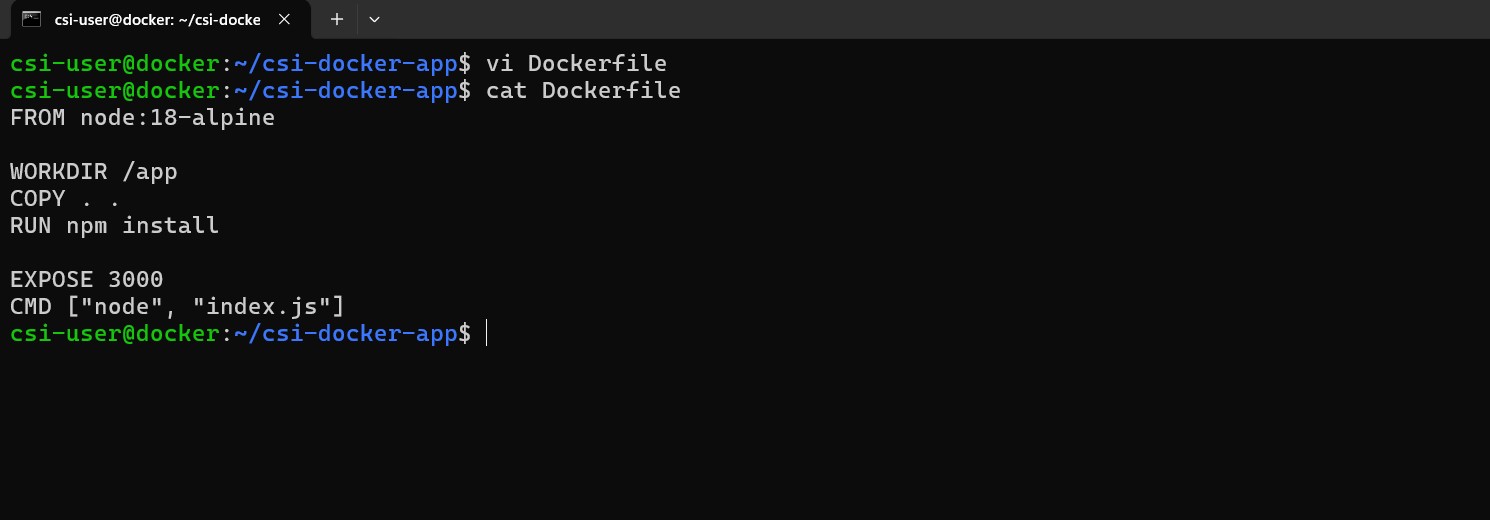 csi-user@docker: ~/csi-docke
csi-user@docker:~/csi-docker-app$ vi Dockerfile
csi-user@docker:~/csi-docker-app$ cat Dockerfile
FROM node:18-alpine
WORKDIR /app
COPY . .
RUN npm install
EXPOSE 3000
CMD ["node", "index.js"]
csi-user@docker:~/csi-docker-app$